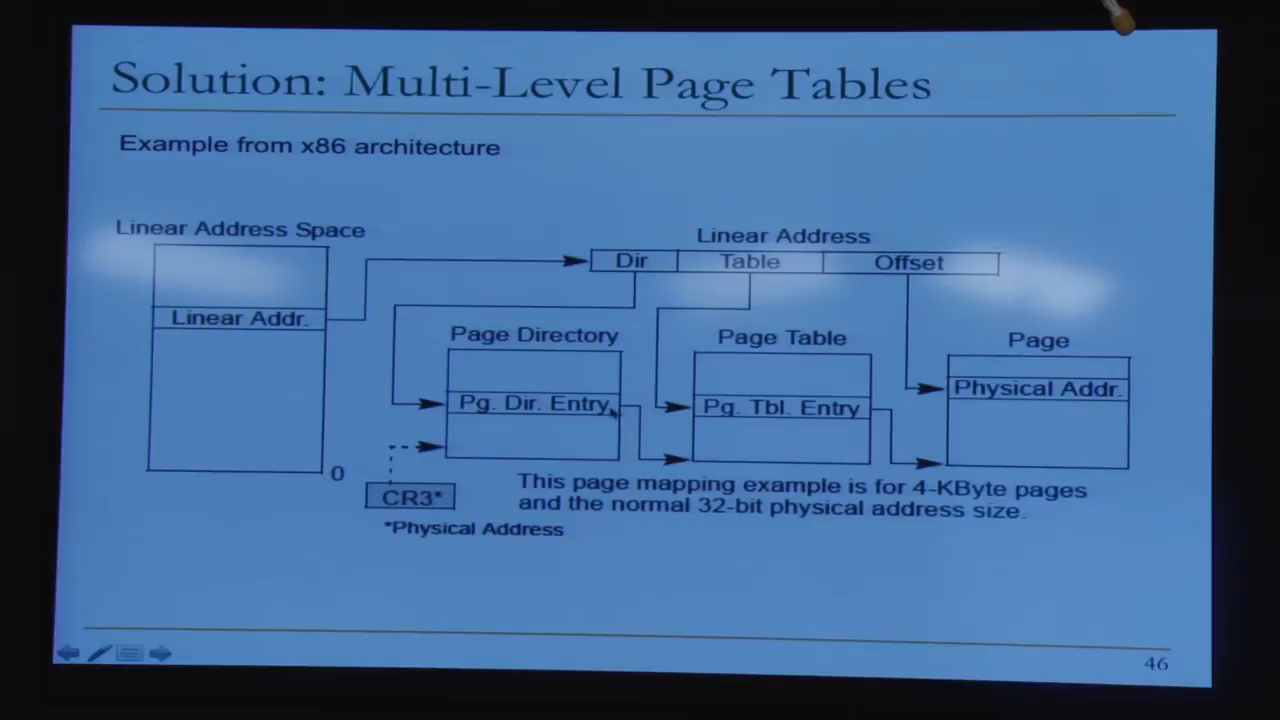 Solution: Multi-Level Page Tables
Example from x86 architecture
Linear Address Space
Linear Addr.
0
Linear Address
Dir
Table
Offset
Page Directory
Pg. Dir. Entry
Page Table
Pg. Tbl. Entry
Page
Physical Addr.
CR3*
*Physical Address
This page mapping example is for 4-KByte pages
and the normal 32-bit physical address size.
46